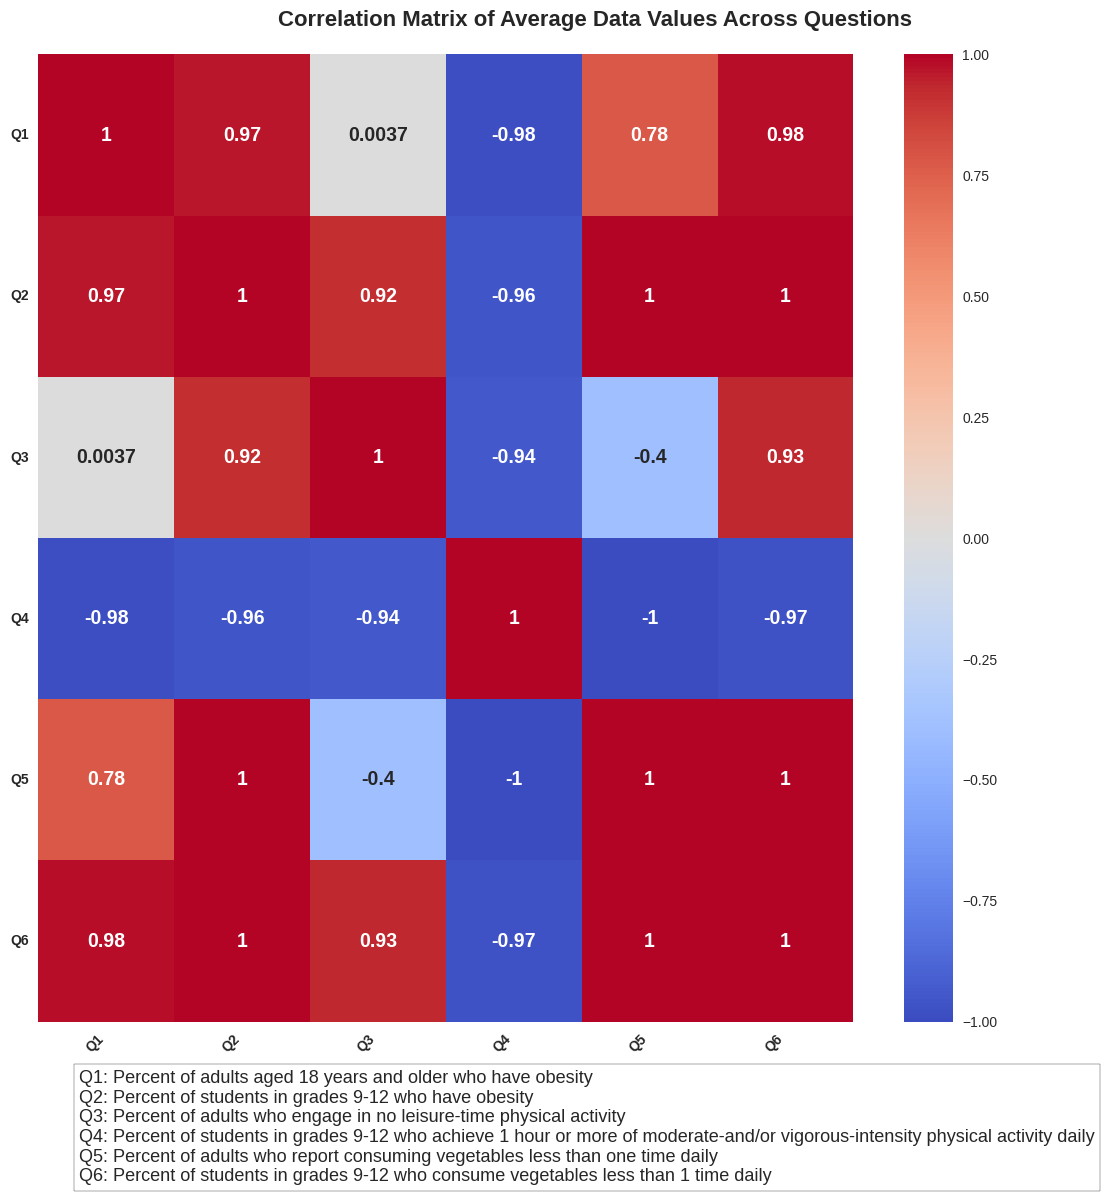 Correlation Matrix of Average Data Values Across Questions
Q1 1 0.97 0.0037 -0.98 0.78 0.98
Q2 0.97 1 0.92 -0.96 1 1
Q3 0.0037 0.92 1 -0.94 -0.4 0.93
Q4 -0.98 -0.96 -0.94 1 -1 -0.97
Q5 0.78 1 -0.4 -1 1 1
Q6 0.98 1 0.93 -0.97 1 1
Q1 Q2 Q3 Q4 Q5 Q6
1.00
0.75
0.50
0.25
0.00
−0.25
−0.50
−0.75
−1.00
Q1: Percent of adults aged 18 years and older who have obesity
Q2: Percent of students in grades 9-12 who have obesity
Q3: Percent of adults who engage in no leisure-time physical activity
Q4: Percent of students in grades 9-12 who achieve 1 hour or more of moderate-and/or vigorous-intensity physical activity daily
Q5: Percent of adults who report consuming vegetables less than one time daily
Q6: Percent of students in grades 9-12 who consume vegetables less than 1 time daily